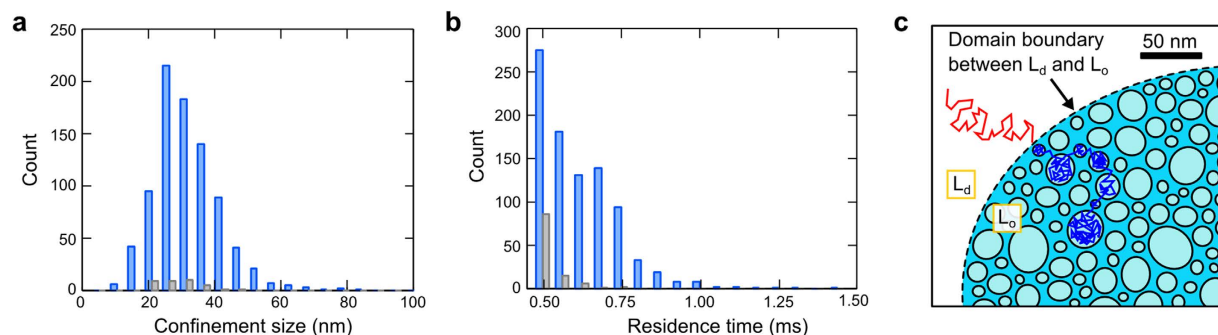 a
250
200
150
100
50
0
Count
0 20 40 60 80 100
Confinement size (nm)
b
300
250
200
150
100
50
0
Count
0.50 0.75 1.00 1.25 1.50
Residence time (ms)
c
Domain boundary
between Ld and Lo
50 nm
Ld
Lo